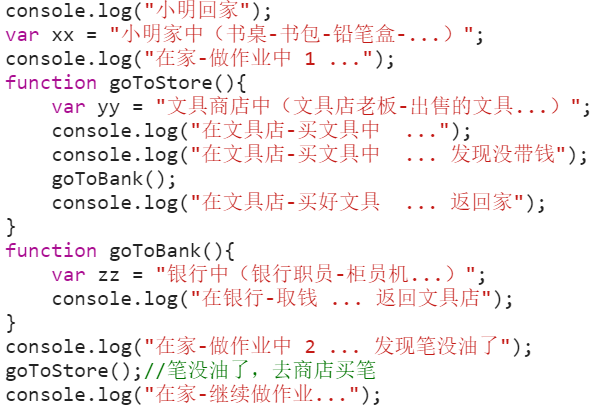 console.log("小明回家");
var xx = "小明家中（书桌-书包-铅笔盒-...）";
console.log("在家-做作业中 1 ...");
function goToStore(){
    var yy = "文具商店中（文具店老板-出售的文具...）";
    console.log("在文具店-买文具中  ...");
    console.log("在文具店-买文具中  ... 发现没带钱");
    goToBank();
    console.log("在文具店-买好文具  ... 返回家");
}
function goToBank(){
    var zz = "银行中（银行职员-柜员机...）";
    console.log("在银行-取钱 ... 返回文具店");
}
console.log("在家-做作业中 2 ... 发现笔没油了");
goToStore();//笔没油了，去商店买笔
console.log("在家-继续做作业...");